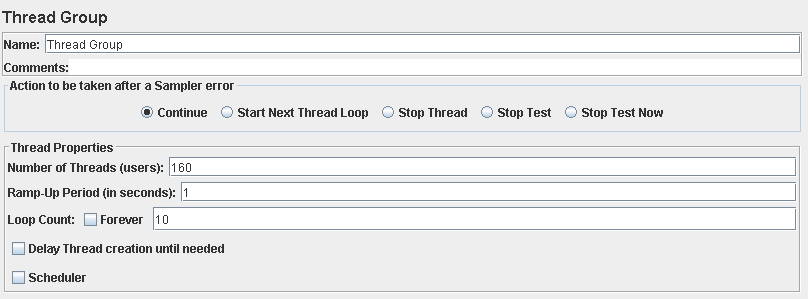 Thread Group
Name: Thread Group
Comments:
Action to be taken after a Sampler error
Continue Start Next Thread Loop Stop Thread Stop Test Stop Test Now
Thread Properties
Number of Threads (users): 160
Ramp-Up Period (in seconds): 1
Loop Count: Forever 10
Delay Thread creation until needed
Scheduler